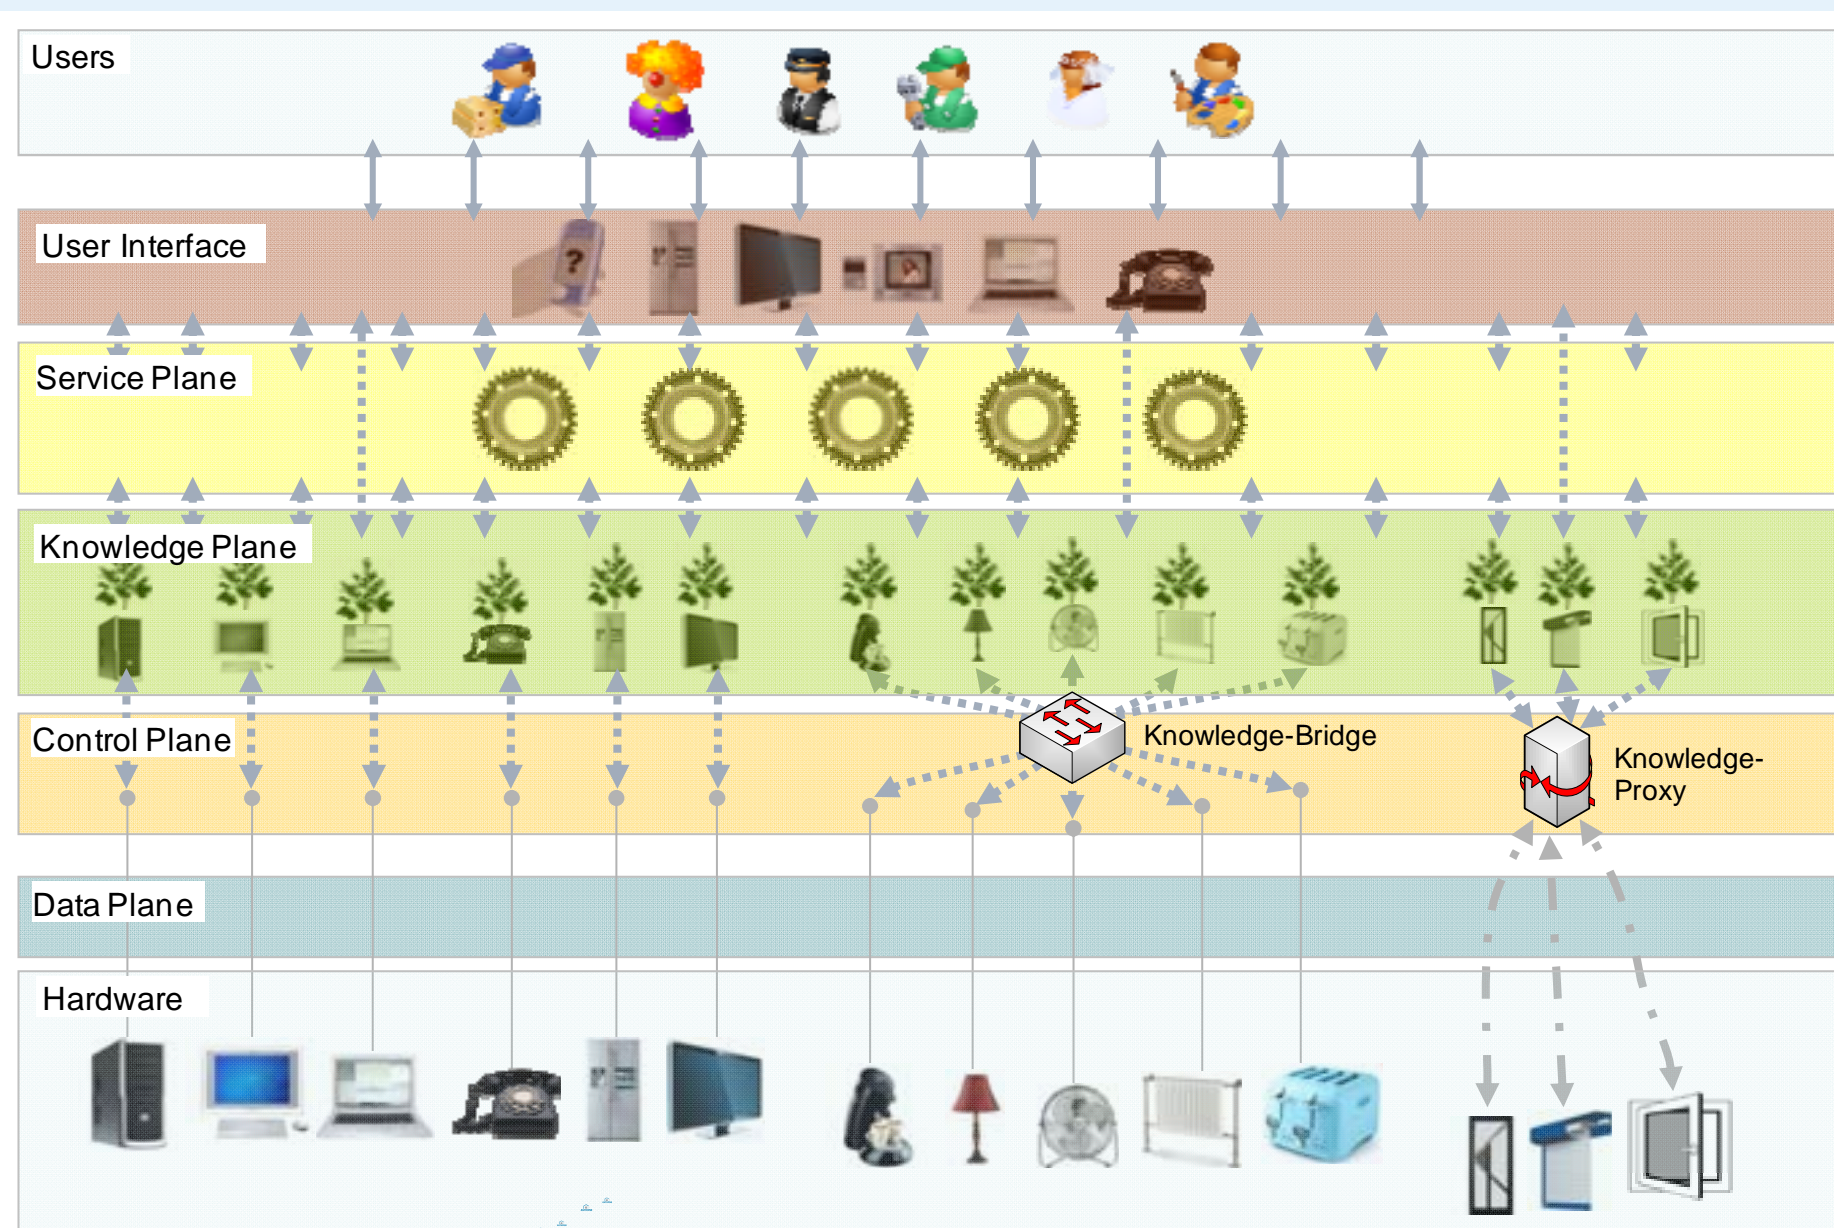 Users
User Interface
?
Service Plane
Knowledge Plane
Control Plane
Knowledge-Bridge
Knowledge-
Proxy
Data Plane
Hardware